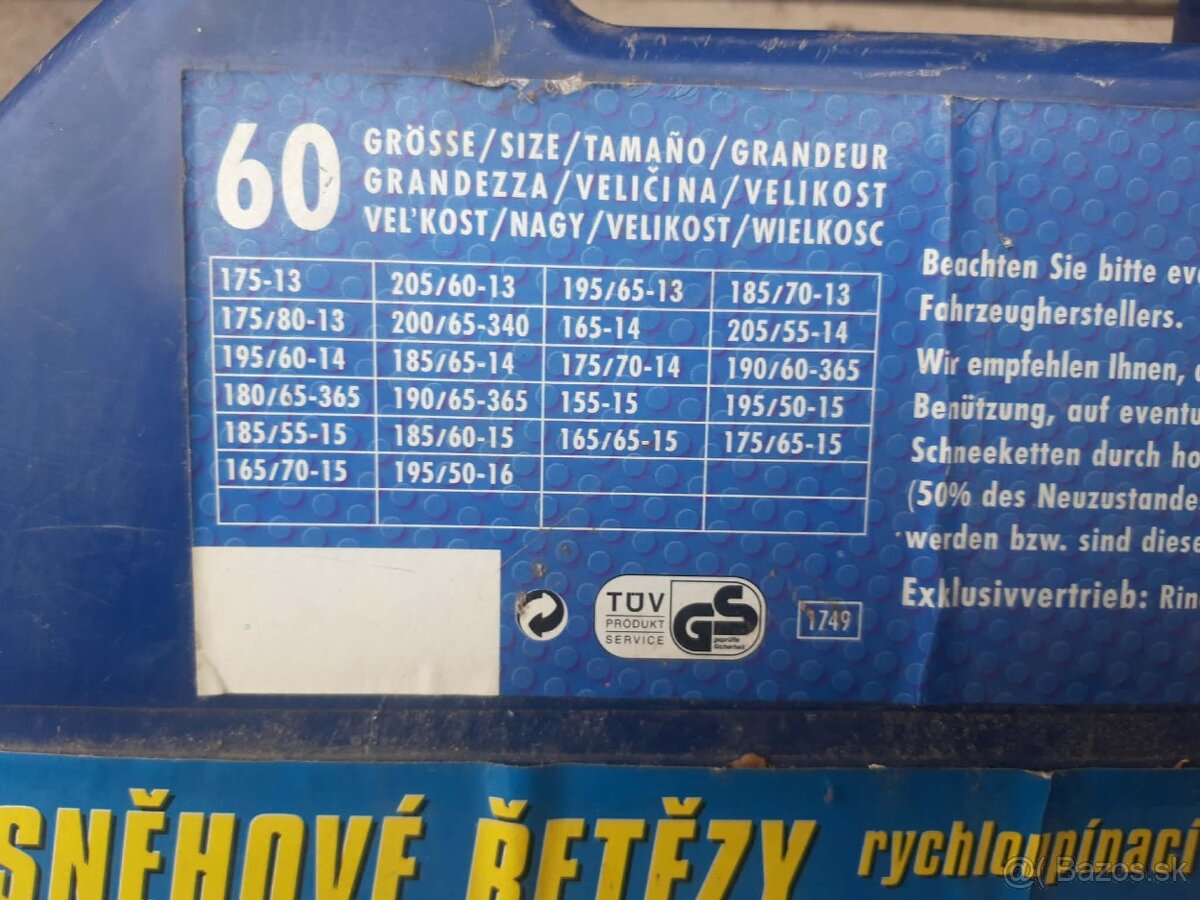 60
GRÖSSE/SIZE/TAMAÑO/GRANDEUR
GRANDEZZA/VELIČINA/VELIKOST
VEL'KOST/NAGY/VELIKOST/WIELKOSC
175-13 205/60-13 195/65-13 185/70-13
175/80-13 200/65-340 165-14 205/55-14
195/60-14 185/65-14 175/70-14 190/60-365
180/65-365 190/65-365 155-15 195/50-15
185/55-15 185/60-15 165/65-15 175/65-15
165/70-15 195/50-16
Beachten Sie bitte
Fahrzeugherstellers.
Wir empfehlen Ihnen,
Benützung, auf
Schneeketten durch
(50% des
werden bzw. sind
Exklusivvertrieb:
TÜV
PRODUKT
SERVICE
GS
geprüfte
Sicherheit
1749
SNĚHOVÉ ŘETĚZY rychloupínací
@( Bazos.sk